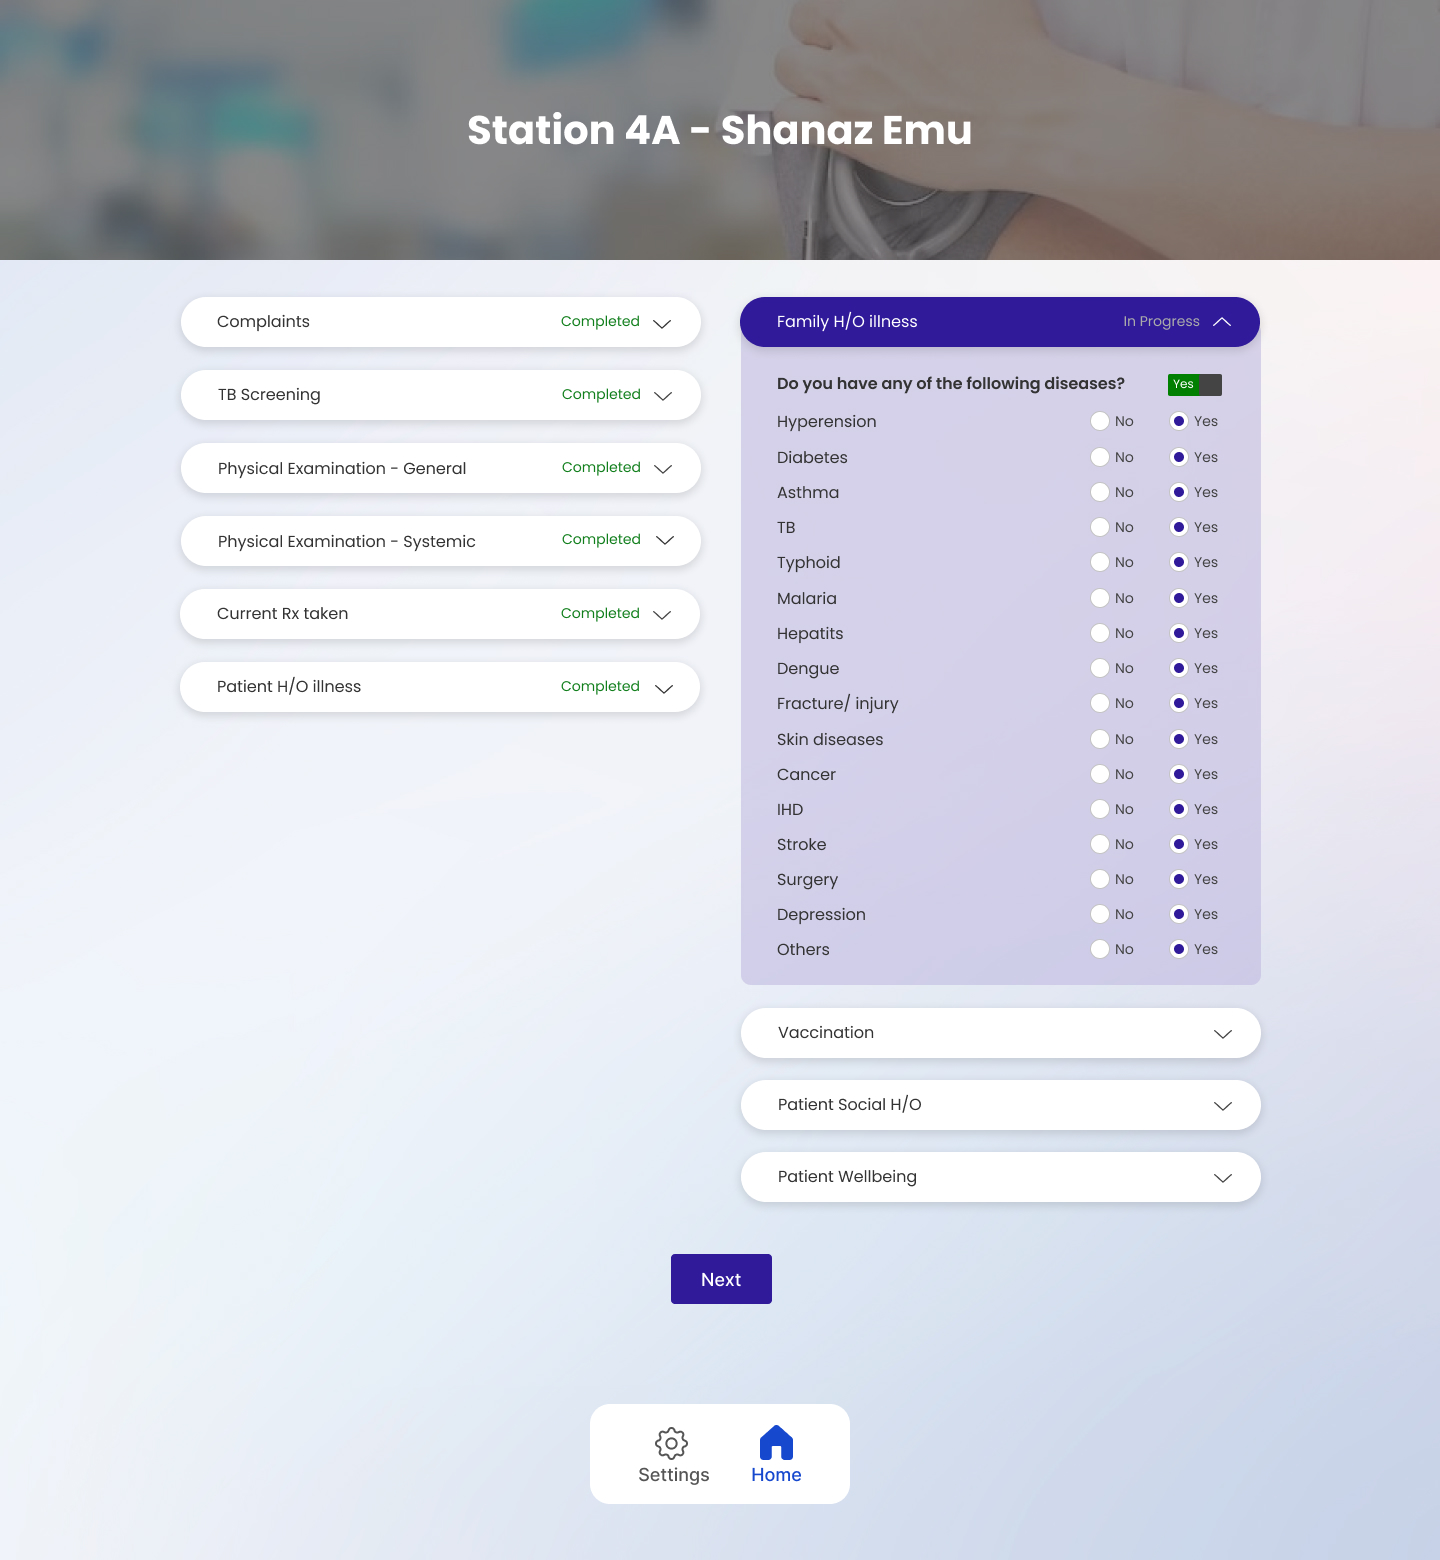 Station 4A - Shanaz Emu
Complaints Completed
TB Screening Completed
Physical Examination - General Completed
Physical Examination - Systemic Completed
Current Rx taken Completed
Patient H/O illness Completed
Family H/O illness In Progress
Do you have any of the following diseases? Yes
Hyperension No Yes
Diabetes No Yes
Asthma No Yes
TB No Yes
Typhoid No Yes
Malaria No Yes
Hepatits No Yes
Dengue No Yes
Fracture/ injury No Yes
Skin diseases No Yes
Cancer No Yes
IHD No Yes
Stroke No Yes
Surgery No Yes
Depression No Yes
Others No Yes
Vaccination
Patient Social H/O
Patient Wellbeing
Next
Settings Home